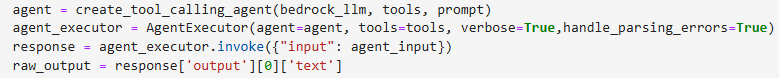 agent = create_tool_calling_agent(bedrock_llm, tools, prompt)
agent_executor = AgentExecutor(agent=agent, tools=tools, verbose=True,handle_parsing_errors=True)
response = agent_executor.invoke({"input": agent_input})
raw_output = response['output'][0]['text']